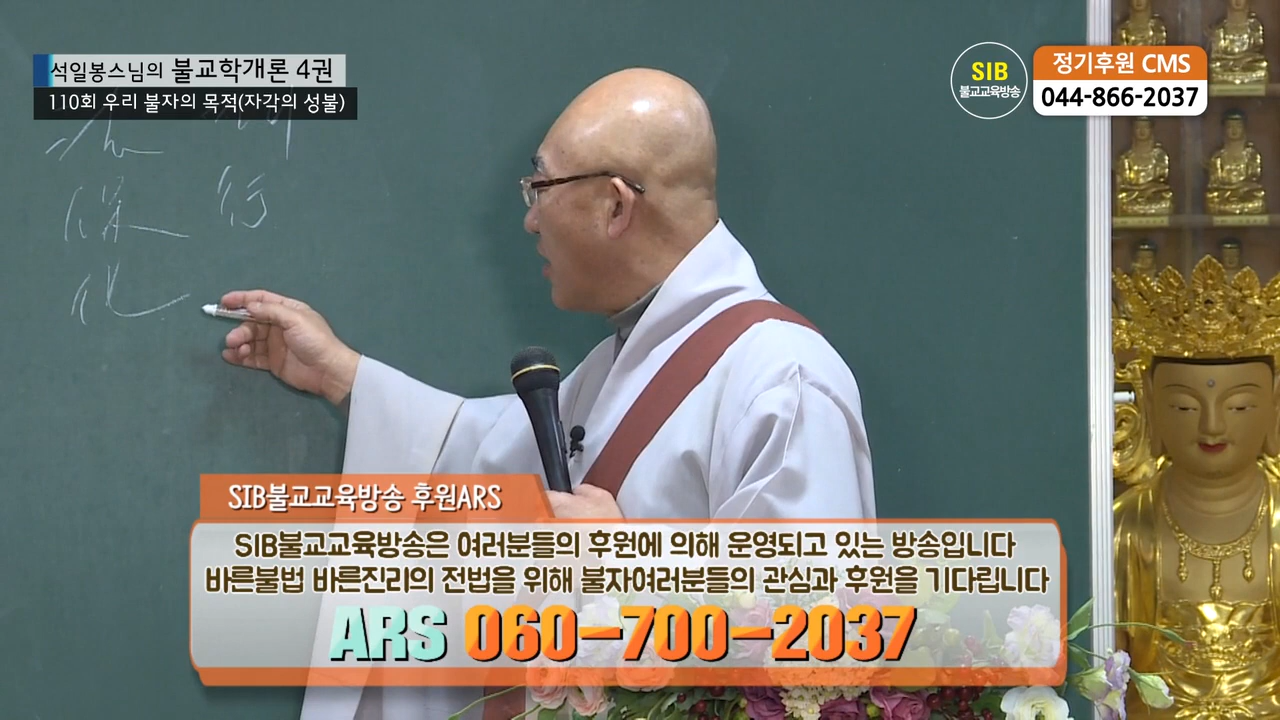 석일봉스님의 불교학개론 4권
110회 우리 불자의 목적(자각의 성불)
SIB
불교교육방송
정기후원 CMS
044-866-2037
行
化
SIB불교교육방송 후원ARS
SIB불교교육방송은 여러분들의 후원에 의해 운영되고 있는 방송입니다
바른불법 바른진리의 전법을 위해 불자여러분들의 관심과 후원을 기다립니다
ARS 060-700-2037